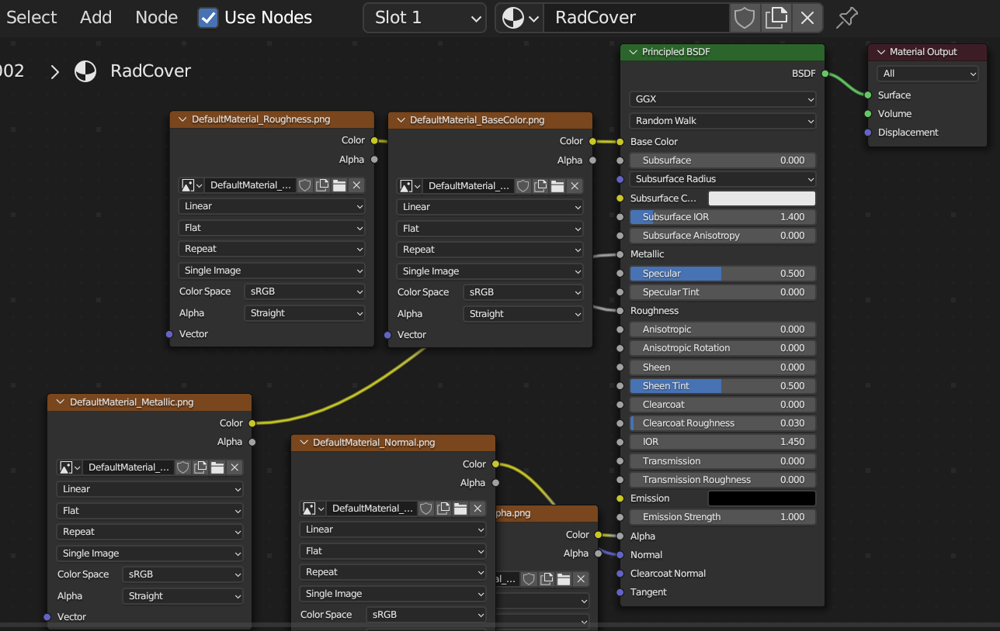 Select Add Node Use Nodes Slot 1 RadCover
002 RadCover
Principled BSDF
BSDF
GGX
Random Walk
Base Color
Subsurface 0.000
Subsurface Radius
Subsurface C...
Subsurface IOR 1.400
Subsurface Anisotropy 0.000
Metallic
Specular 0.500
Specular Tint 0.000
Roughness
Anisotropic 0.000
Anisotropic Rotation 0.000
Sheen 0.000
Sheen Tint 0.500
Clearcoat 0.000
Clearcoat Roughness 0.030
IOR 1.450
Transmission 0.000
Transmission Roughness 0.000
Emission
Emission Strength 1.000
Alpha
Normal
Clearcoat Normal
Tangent
Material Output
All
Surface
Volume
Displacement
DefaultMaterial_Roughness.png
Color
Alpha
DefaultMaterial_...
Linear
Flat
Repeat
Single Image
Color Space sRGB
Alpha Straight
Vector
DefaultMaterial_BaseColor.png
Color
Alpha
DefaultMaterial_...
Linear
Flat
Repeat
Single Image
Color Space sRGB
Alpha Straight
Vector
DefaultMaterial_Metallic.png
Color
Alpha
DefaultMaterial_...
Linear
Flat
Repeat
Single Image
Color Space sRGB
Alpha Straight
Vector
DefaultMaterial_Normal.png
Color
Alpha
DefaultMaterial_...
Linear
Flat
Repeat
Single Image
Color Space sRGB
pha.png
Color
Alpha
al_...